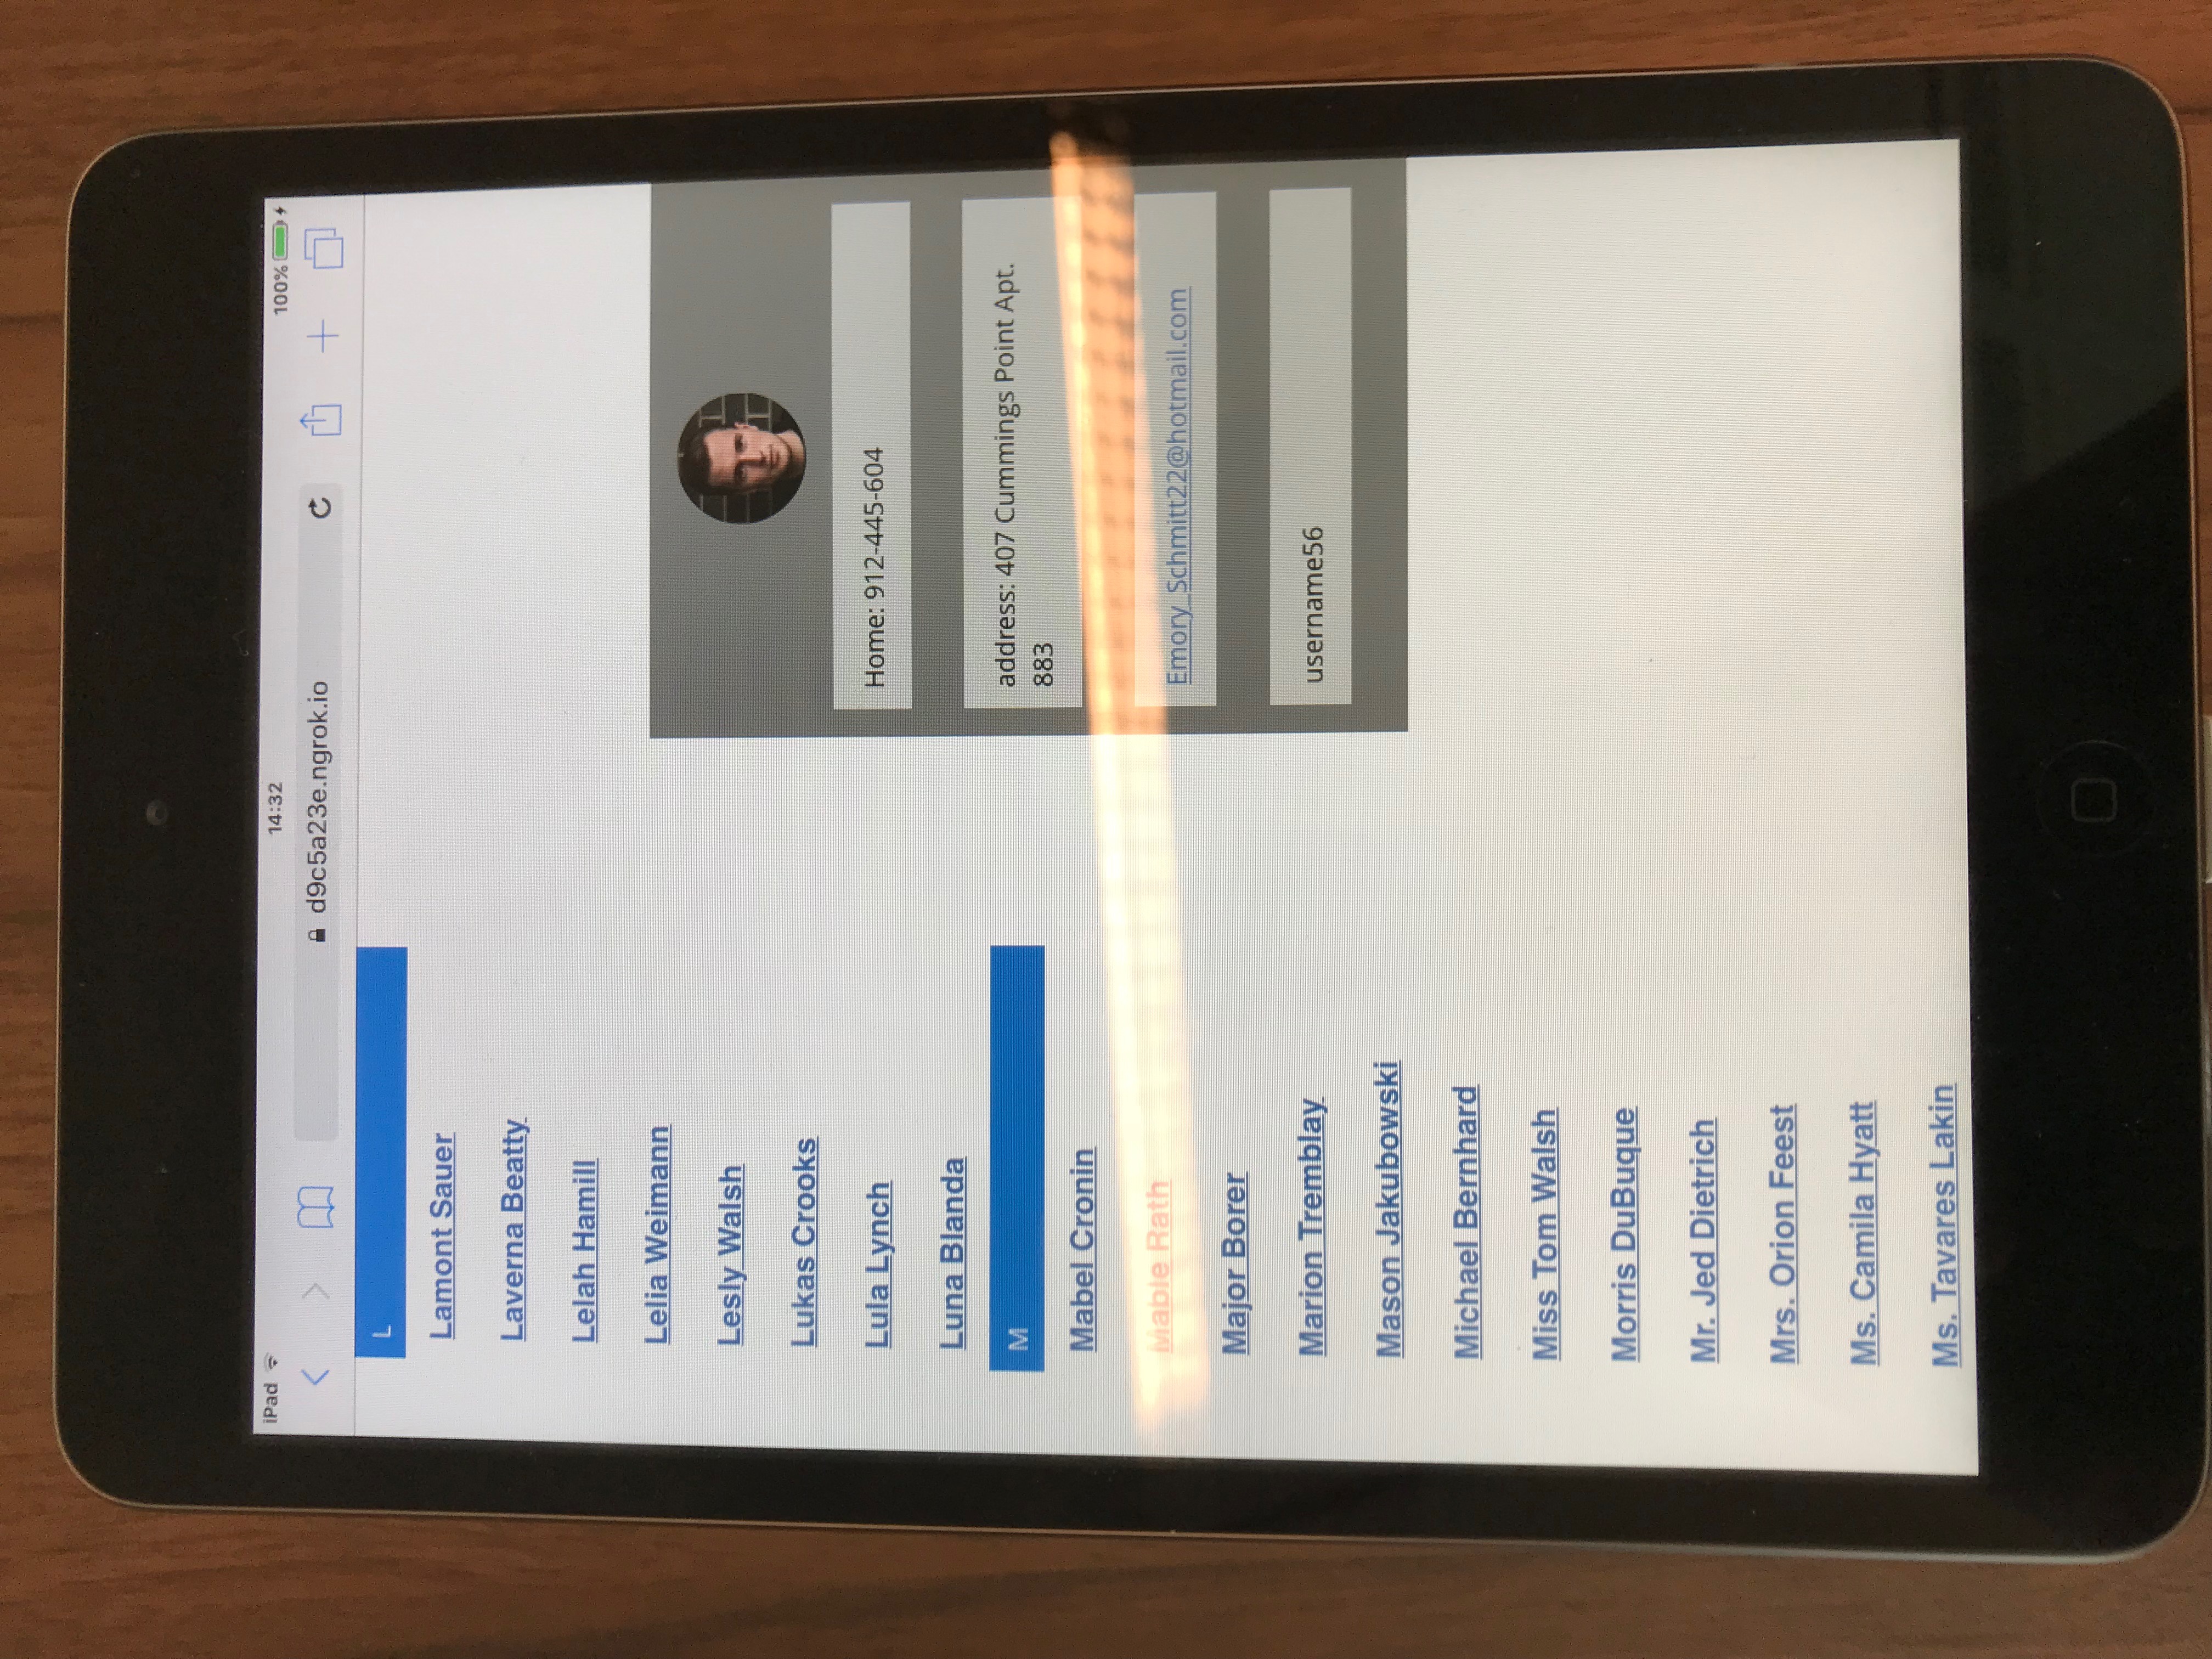 iPad
14:32
100%
d9c5a23e.ngrok.io
L
Lamont Sauer
Laverna Beatty
Lelah Hamill
Lelia Weimann
Lesly Walsh
Lukas Crooks
Lula Lynch
Luna Blanda
M
Mabel Cronin
Mable Rath
Major Borer
Marion Tremblay
Mason Jakubowski
Michael Bernhard
Miss Tom Walsh
Morris DuBuque
Mr. Jed Dietrich
Mrs. Orion Feest
Ms. Camila Hyatt
Ms. Tavares Lakin
Home: 912-445-604
address: 407 Cummings Point Apt.
883
Emory_Schmitt22@hotmail.com
username56